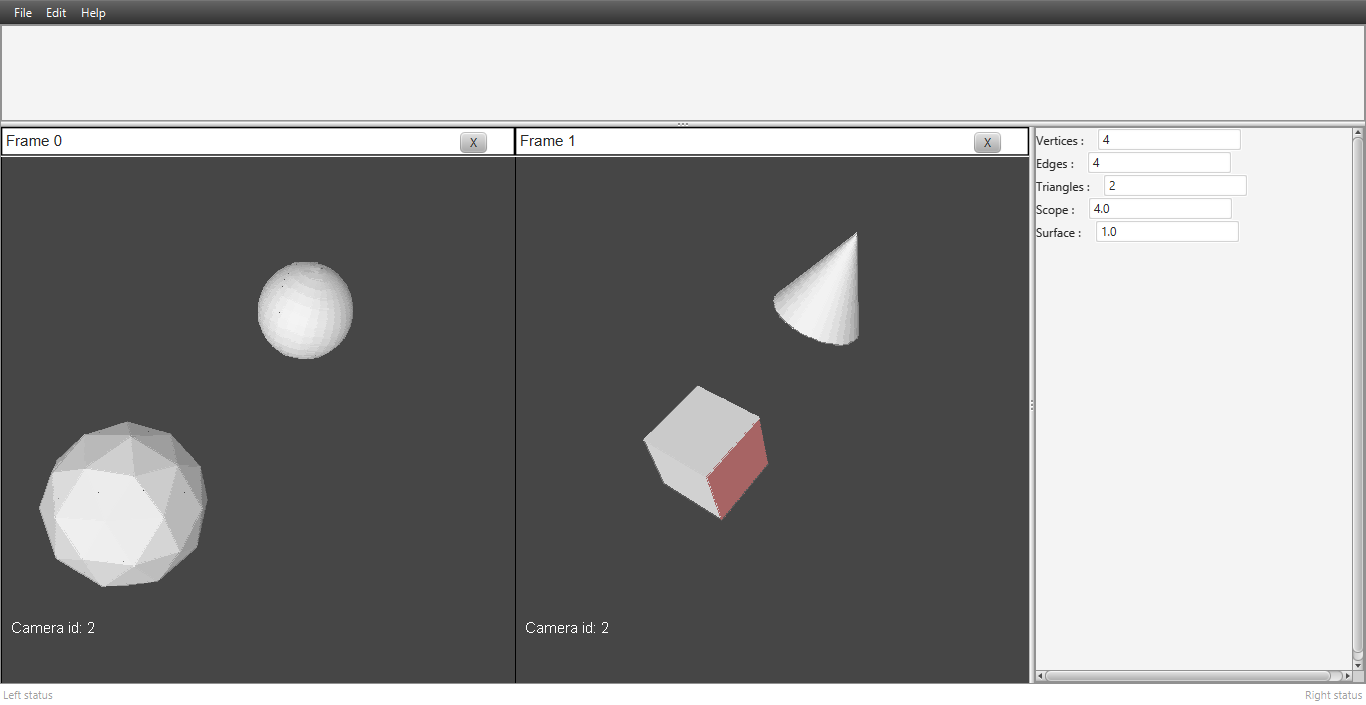 File Edit Help
Frame 0 X Frame 1 X
Vertices : 4
Edges : 4
Triangles : 2
Scope : 4.0
Surface : 1.0
Camera id: 2 Camera id: 2
Left status Right status